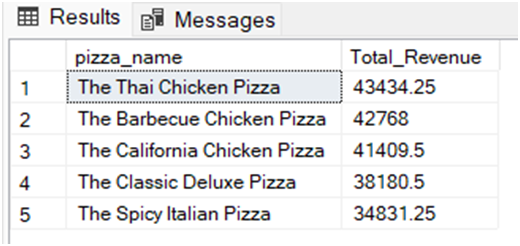 Results Messages
pizza_name Total_Revenue
1 The Thai Chicken Pizza 43434.25
2 The Barbecue Chicken Pizza 42768
3 The California Chicken Pizza 41409.5
4 The Classic Deluxe Pizza 38180.5
5 The Spicy Italian Pizza 34831.25